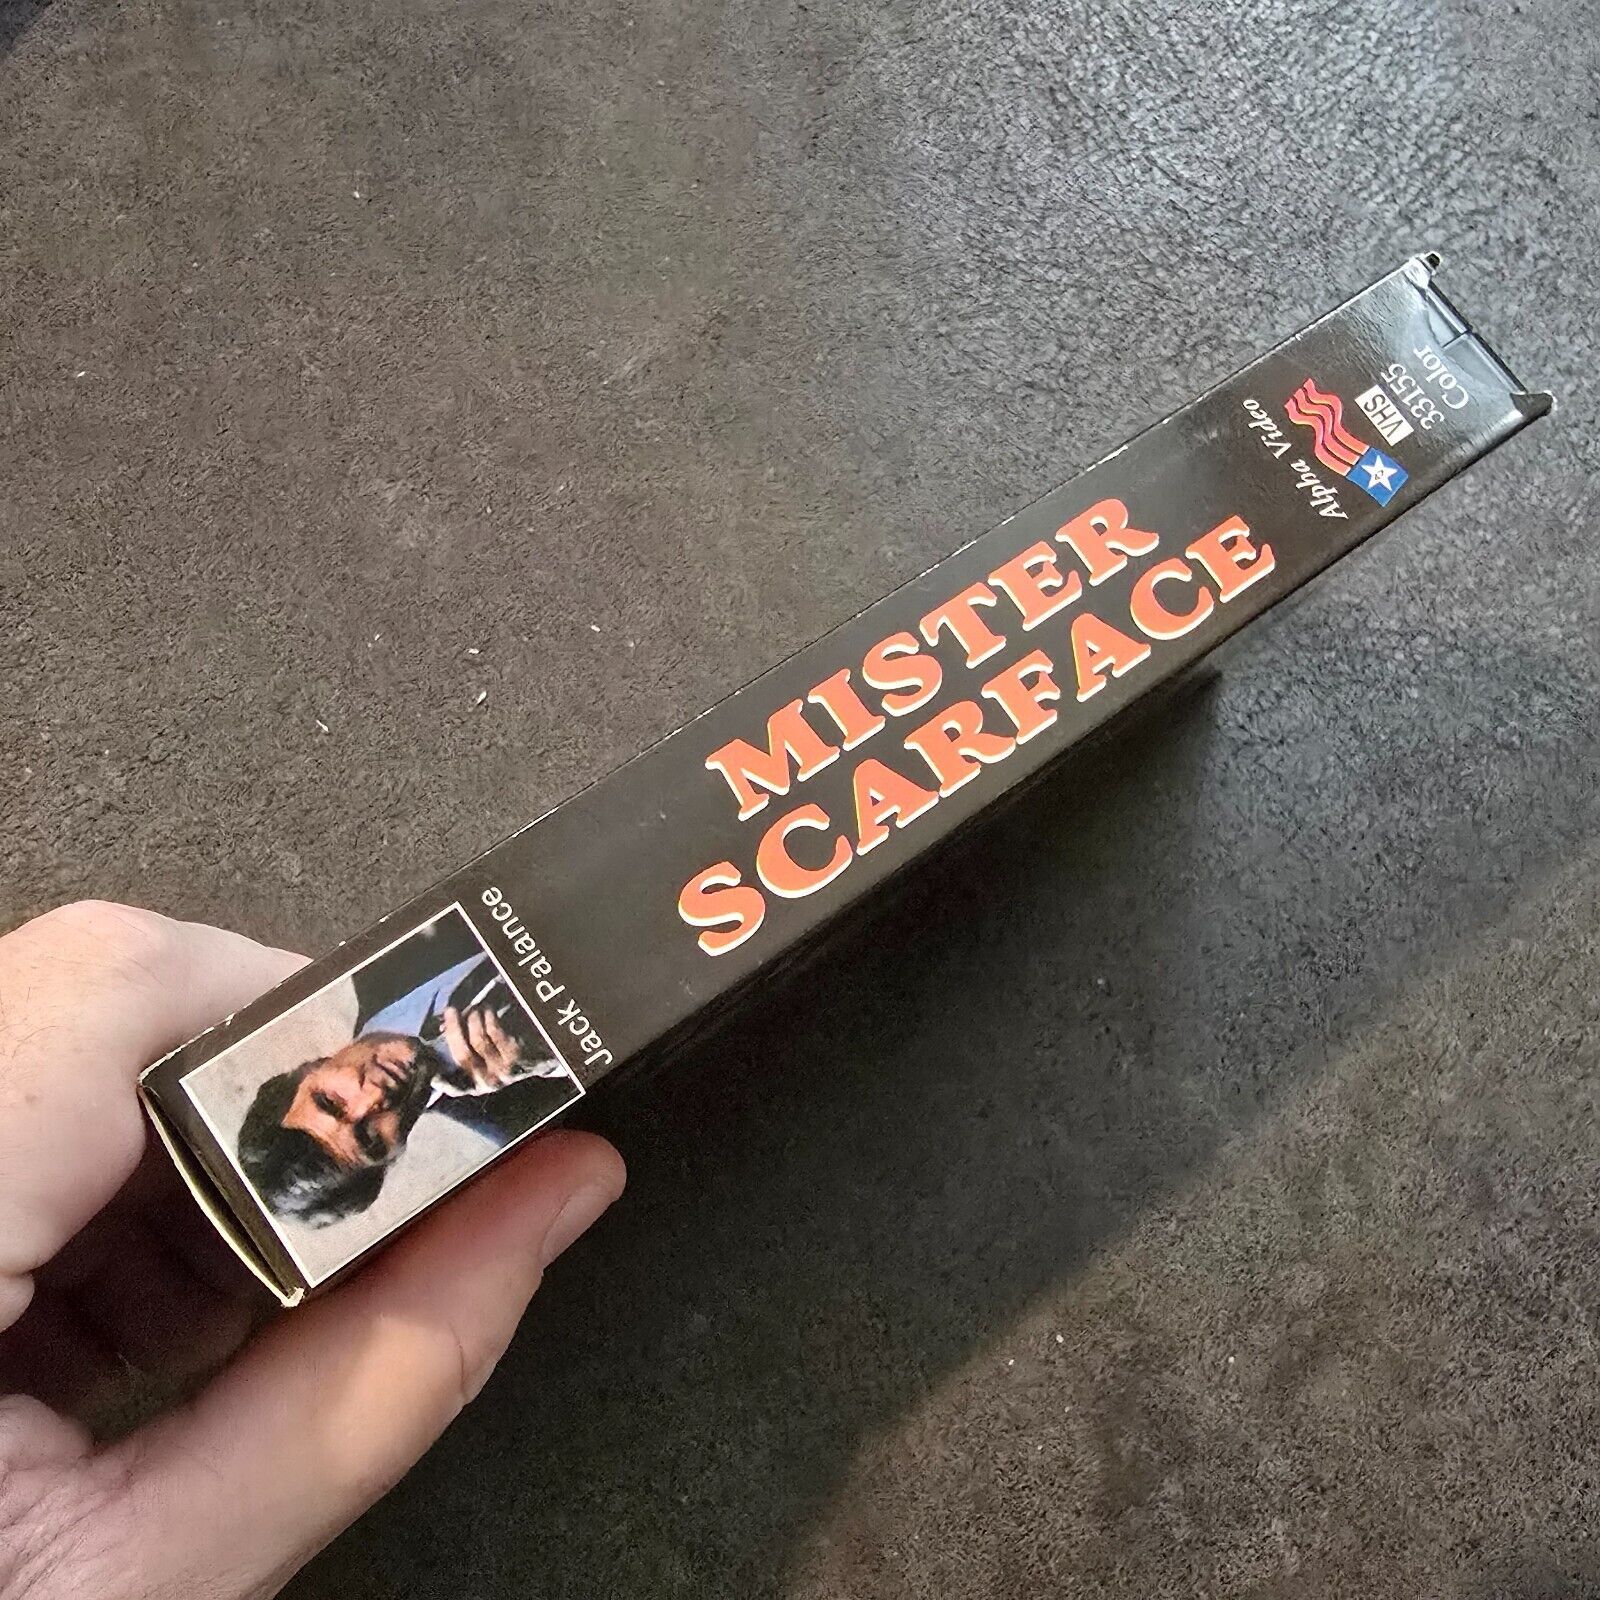 Jack Palance
MISTER
SCARFACE
Alpha Video
VHS
33155
Color